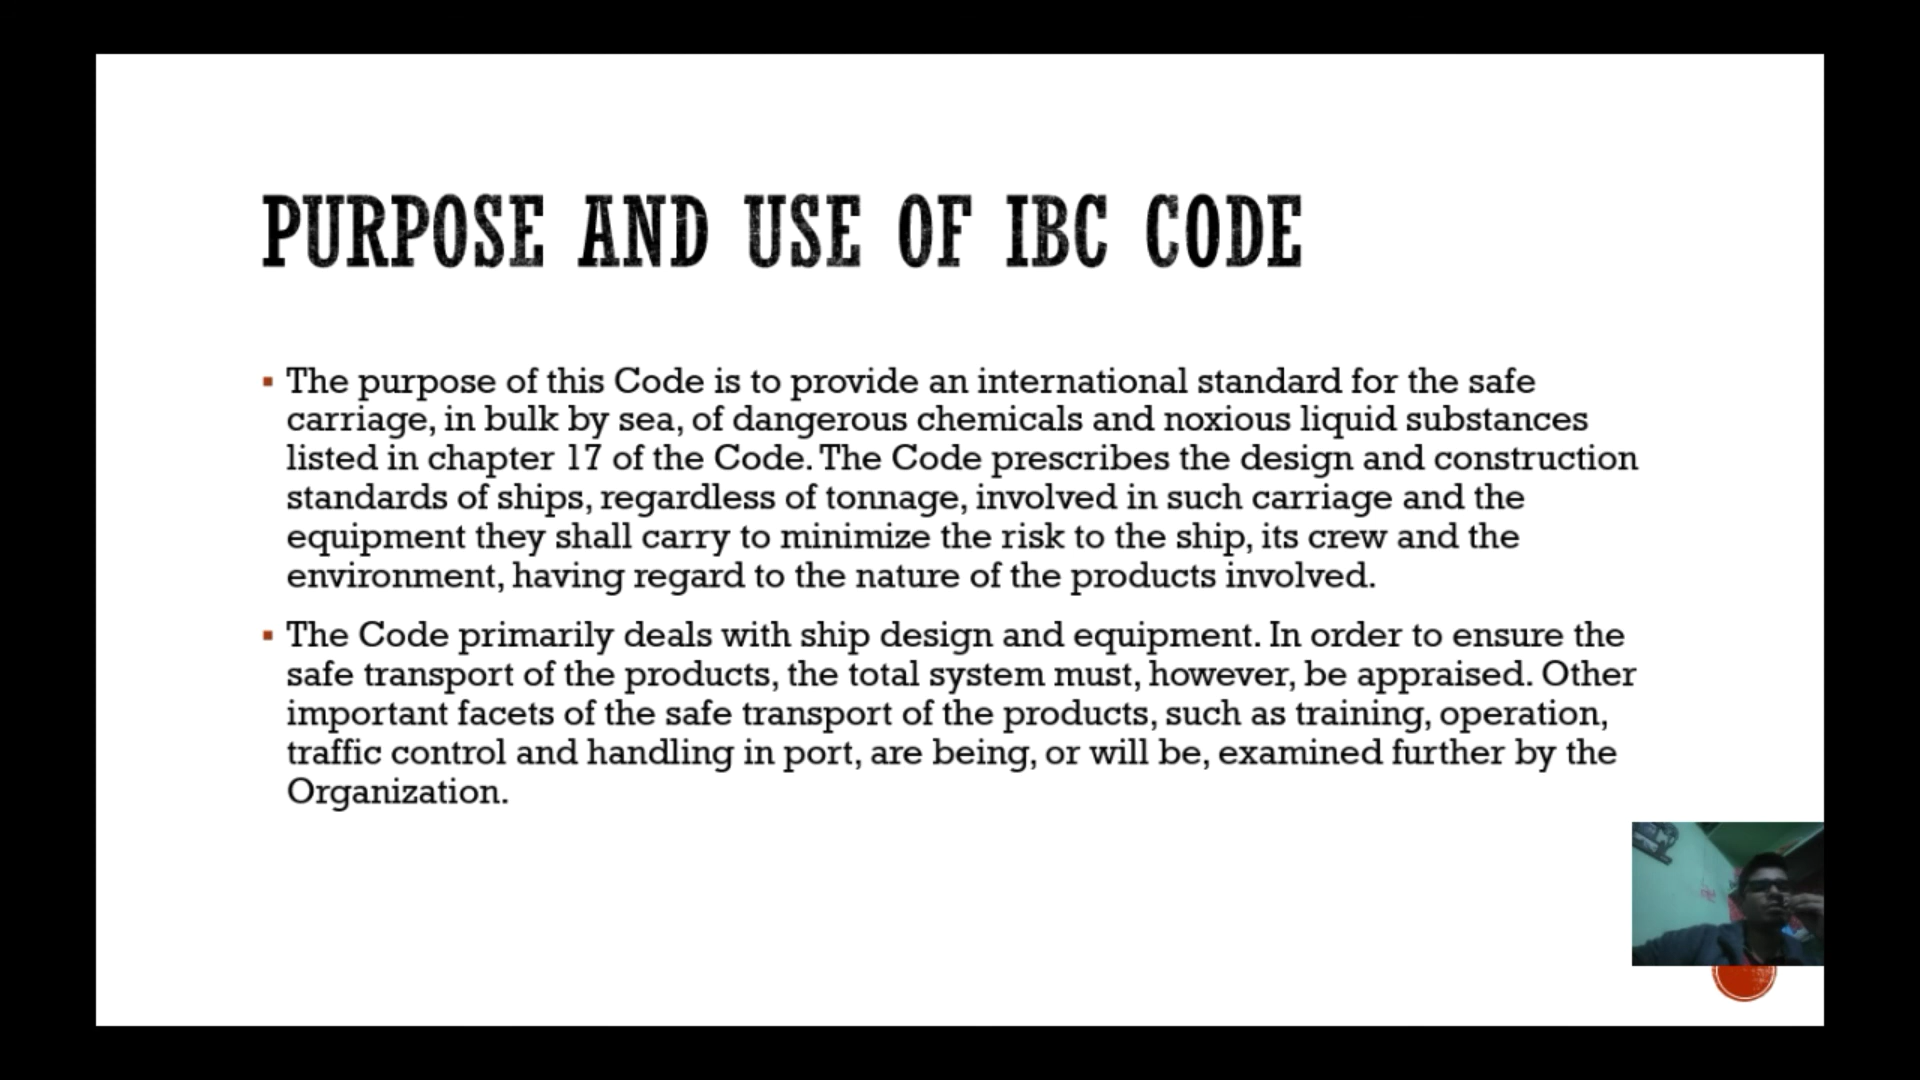 PURPOSE AND USE OF IBC CODE
▪ The purpose of this Code is to provide an international standard for the safe
carriage, in bulk by sea, of dangerous chemicals and noxious liquid substances
listed in chapter 17 of the Code. The Code prescribes the design and construction
standards of ships, regardless of tonnage, involved in such carriage and the
equipment they shall carry to minimize the risk to the ship, its crew and the
environment, having regard to the nature of the products involved.
▪ The Code primarily deals with ship design and equipment. In order to ensure the
safe transport of the products, the total system must, however, be appraised. Other
important facets of the safe transport of the products, such as training, operation,
traffic control and handling in port, are being, or will be, examined further by the
Organization.